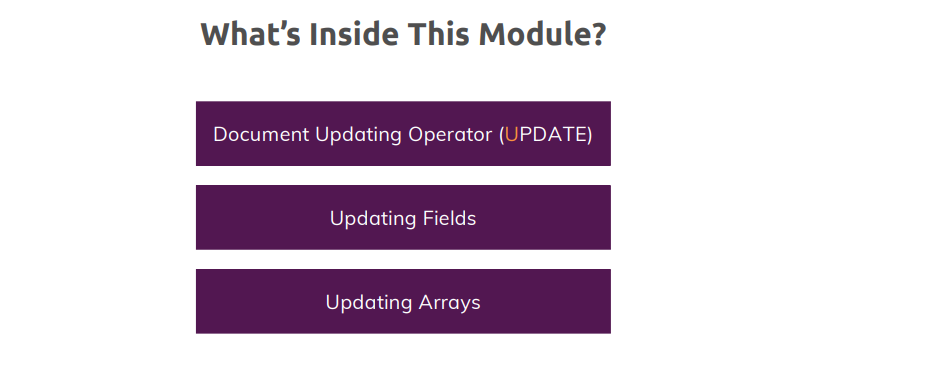 What’s Inside This Module?
Document Updating Operator (UPDATE)
Updating Fields
Updating Arrays